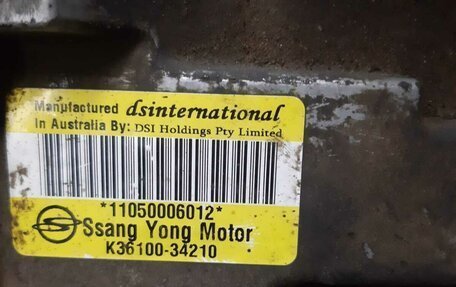 Manufactured dsinternational
In Australia By: DSI Holdings Pty Limited
*11050006012*
Ssang Yong Motor
K36100-34210